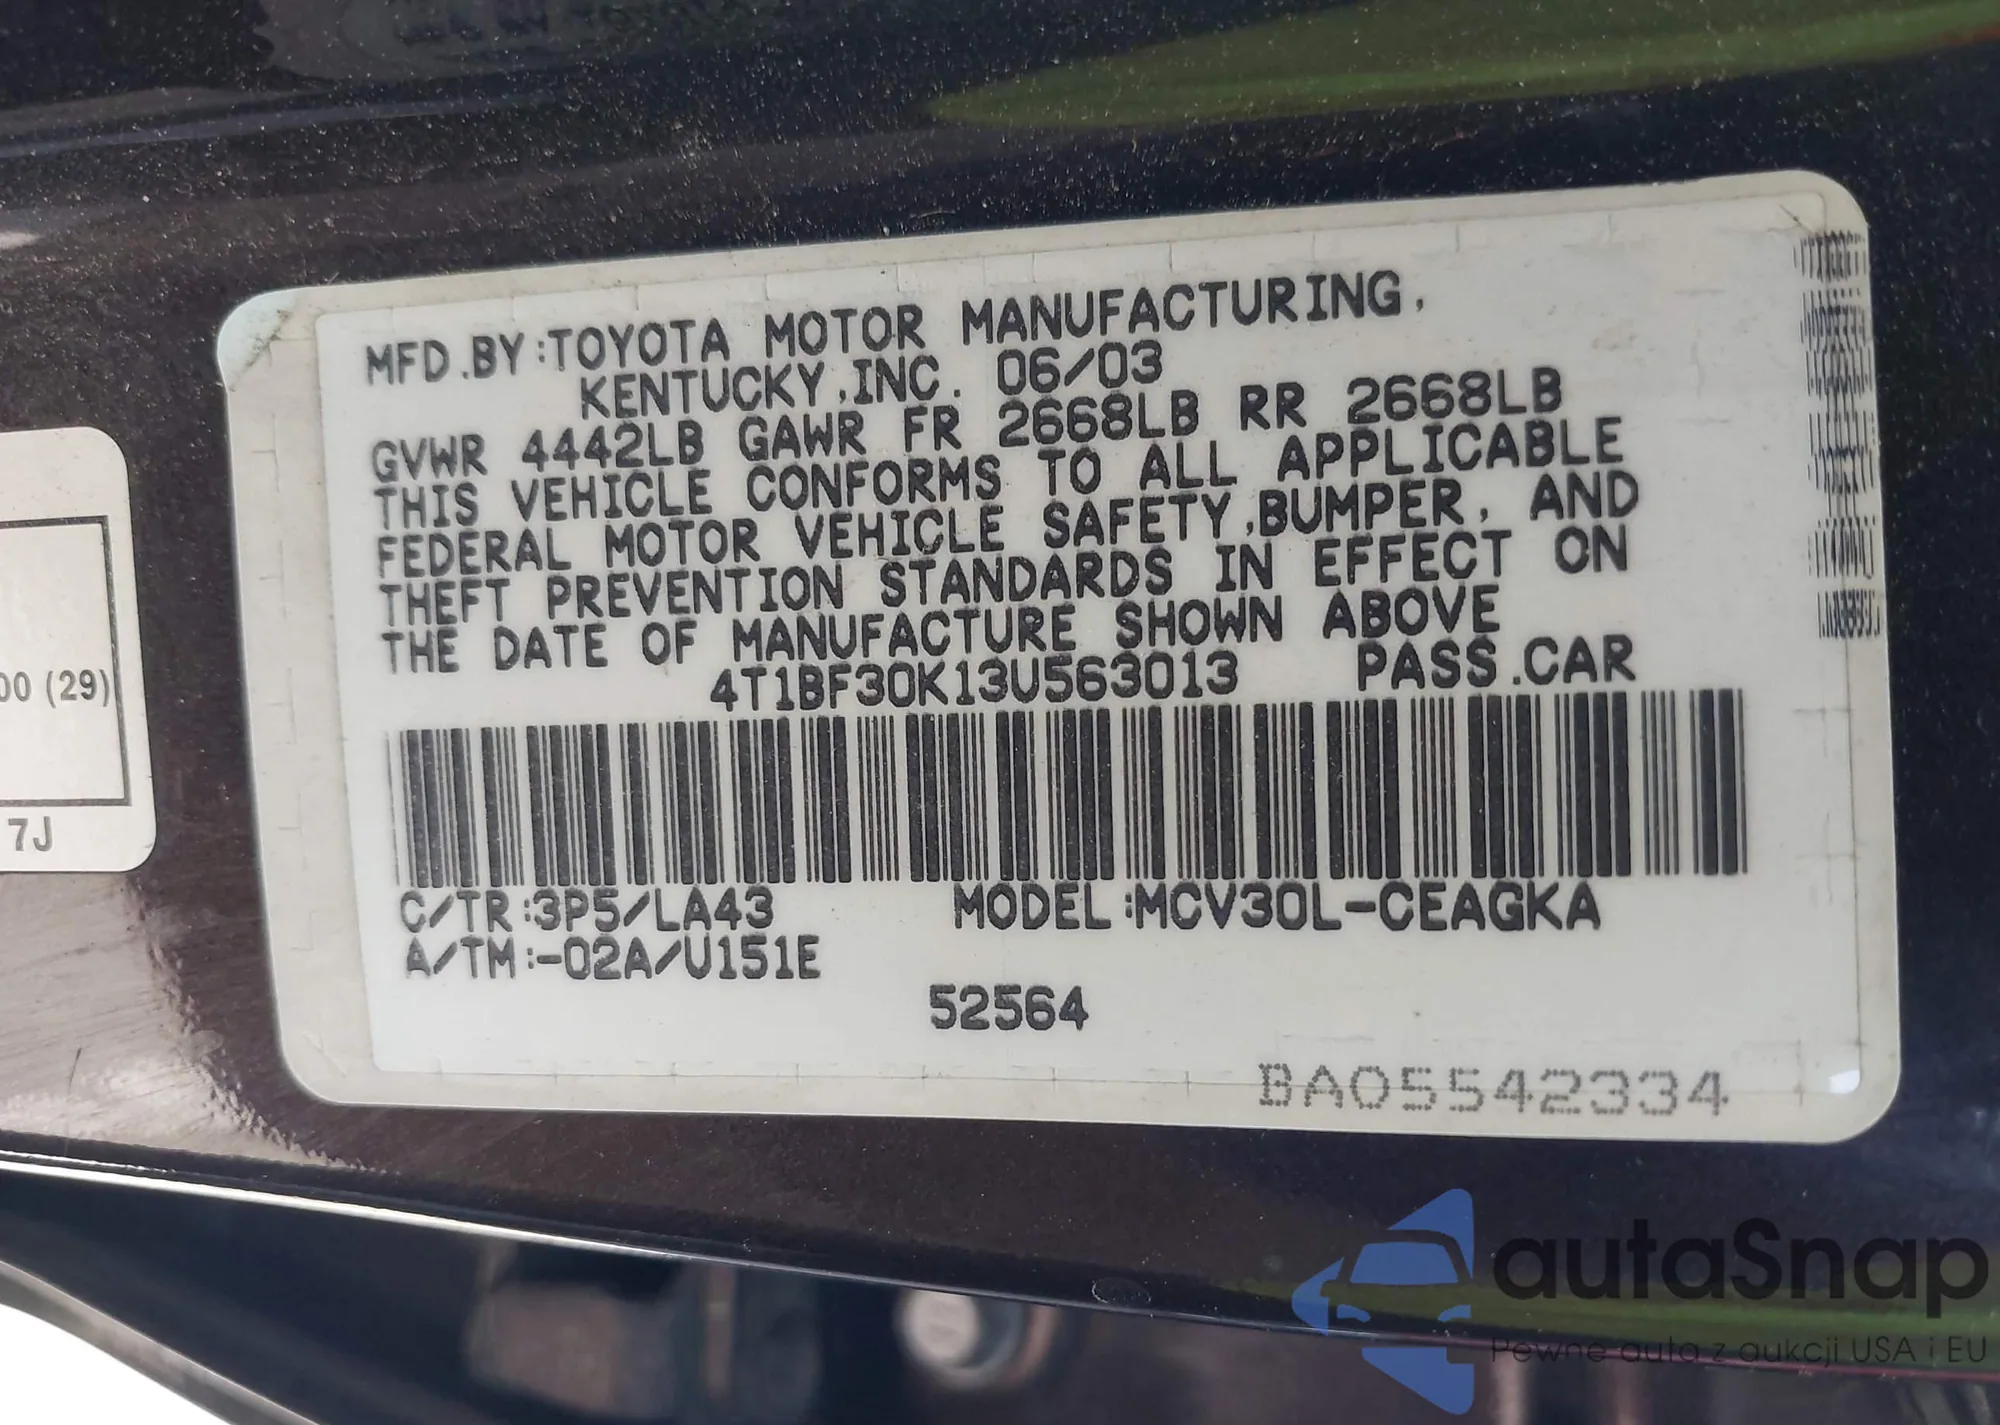 MFD.BY:TOYOTA MOTOR MANUFACTURING,
KENTUCKY,INC. 06/03
GVWR 4442LB GAWR FR 2668LB RR 2668LB
THIS VEHICLE CONFORMS TO ALL APPLICABLE
FEDERAL MOTOR VEHICLE SAFETY,BUMPER, AND
THEFT PREVENTION STANDARDS IN EFFECT ON
THE DATE OF MANUFACTURE SHOWN ABOVE
4T1BF30K13U563013 PASS.CAR
C/TR:3P5/LA43 MODEL:MCV30L-CEAGKA
A/TM:-02A/U151E
52564
BA05542334
00 (29)
7J
autaSnap
Pewne auta z aukcji USA i EU